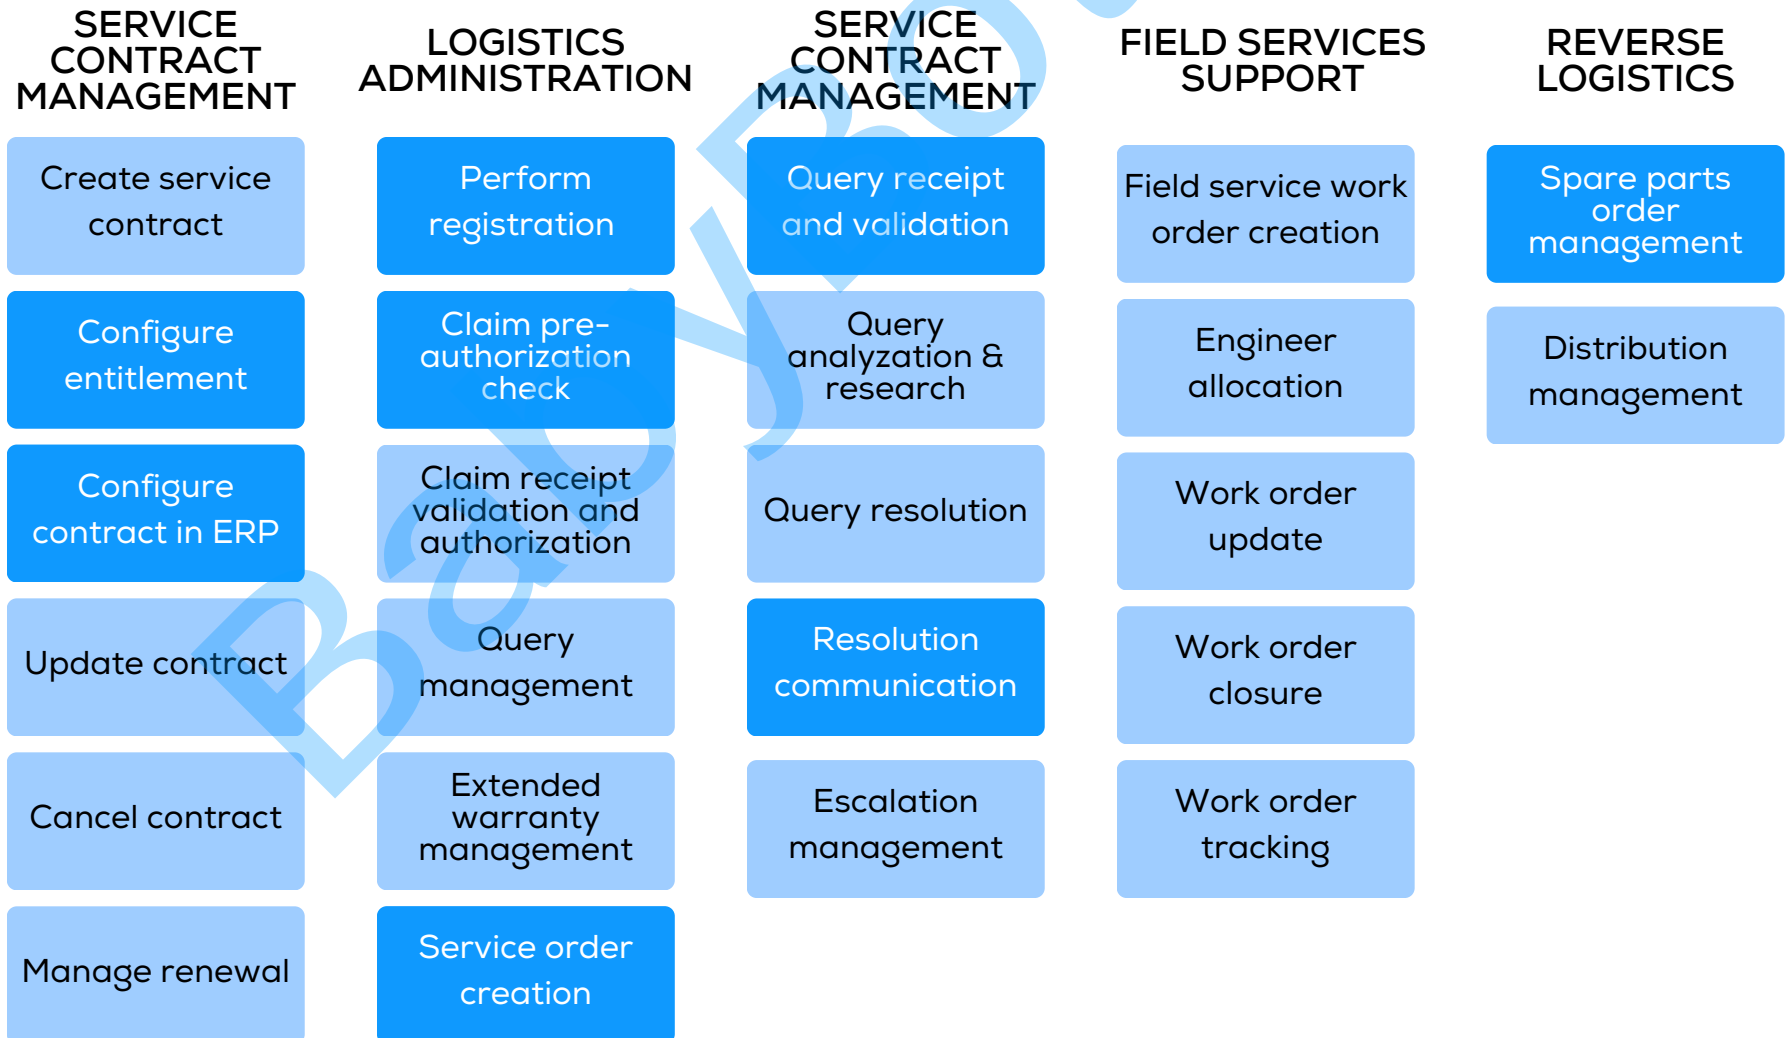 SERVICE
CONTRACT
MANAGEMENT
Create service
contract
Configure
entitlement
Configure
contract in ERP
Update contract
Cancel contract
Manage renewal
LOGISTICS
ADMINISTRATION
Perform
registration
Claim pre-
authorization
check
Claim receipt
validation and
authorization
Query
management
Extended
warranty
management
Service order
creation
SERVICE
CONTRACT
MANAGEMENT
Query receipt
and validation
Query
analyzation &
research
Query resolution
Resolution
communication
Escalation
management
FIELD SERVICES
SUPPORT
Field service work
order creation
Engineer
allocation
Work order
update
Work order
closure
Work order
tracking
REVERSE
LOGISTICS
Spare parts
order
management
Distribution
management